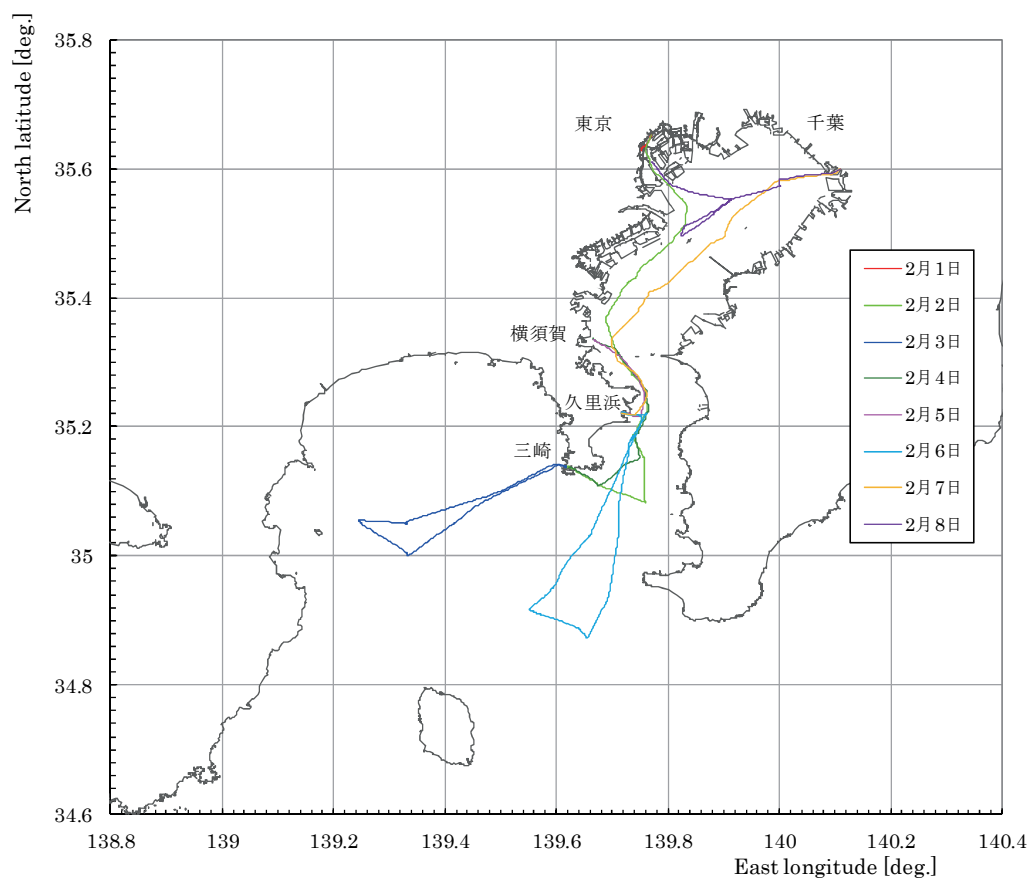 North latitude [deg.]
35.8
35.6
35.4
35.2
35
34.8
34.6
138.8
139
139.2
139.4
139.6
139.8
140
140.2
140.4
East longitude [deg.]
東京
千葉
横須賀
久里浜
三崎
2月1日
2月2日
2月3日
2月4日
2月5日
2月6日
2月7日
2月8日